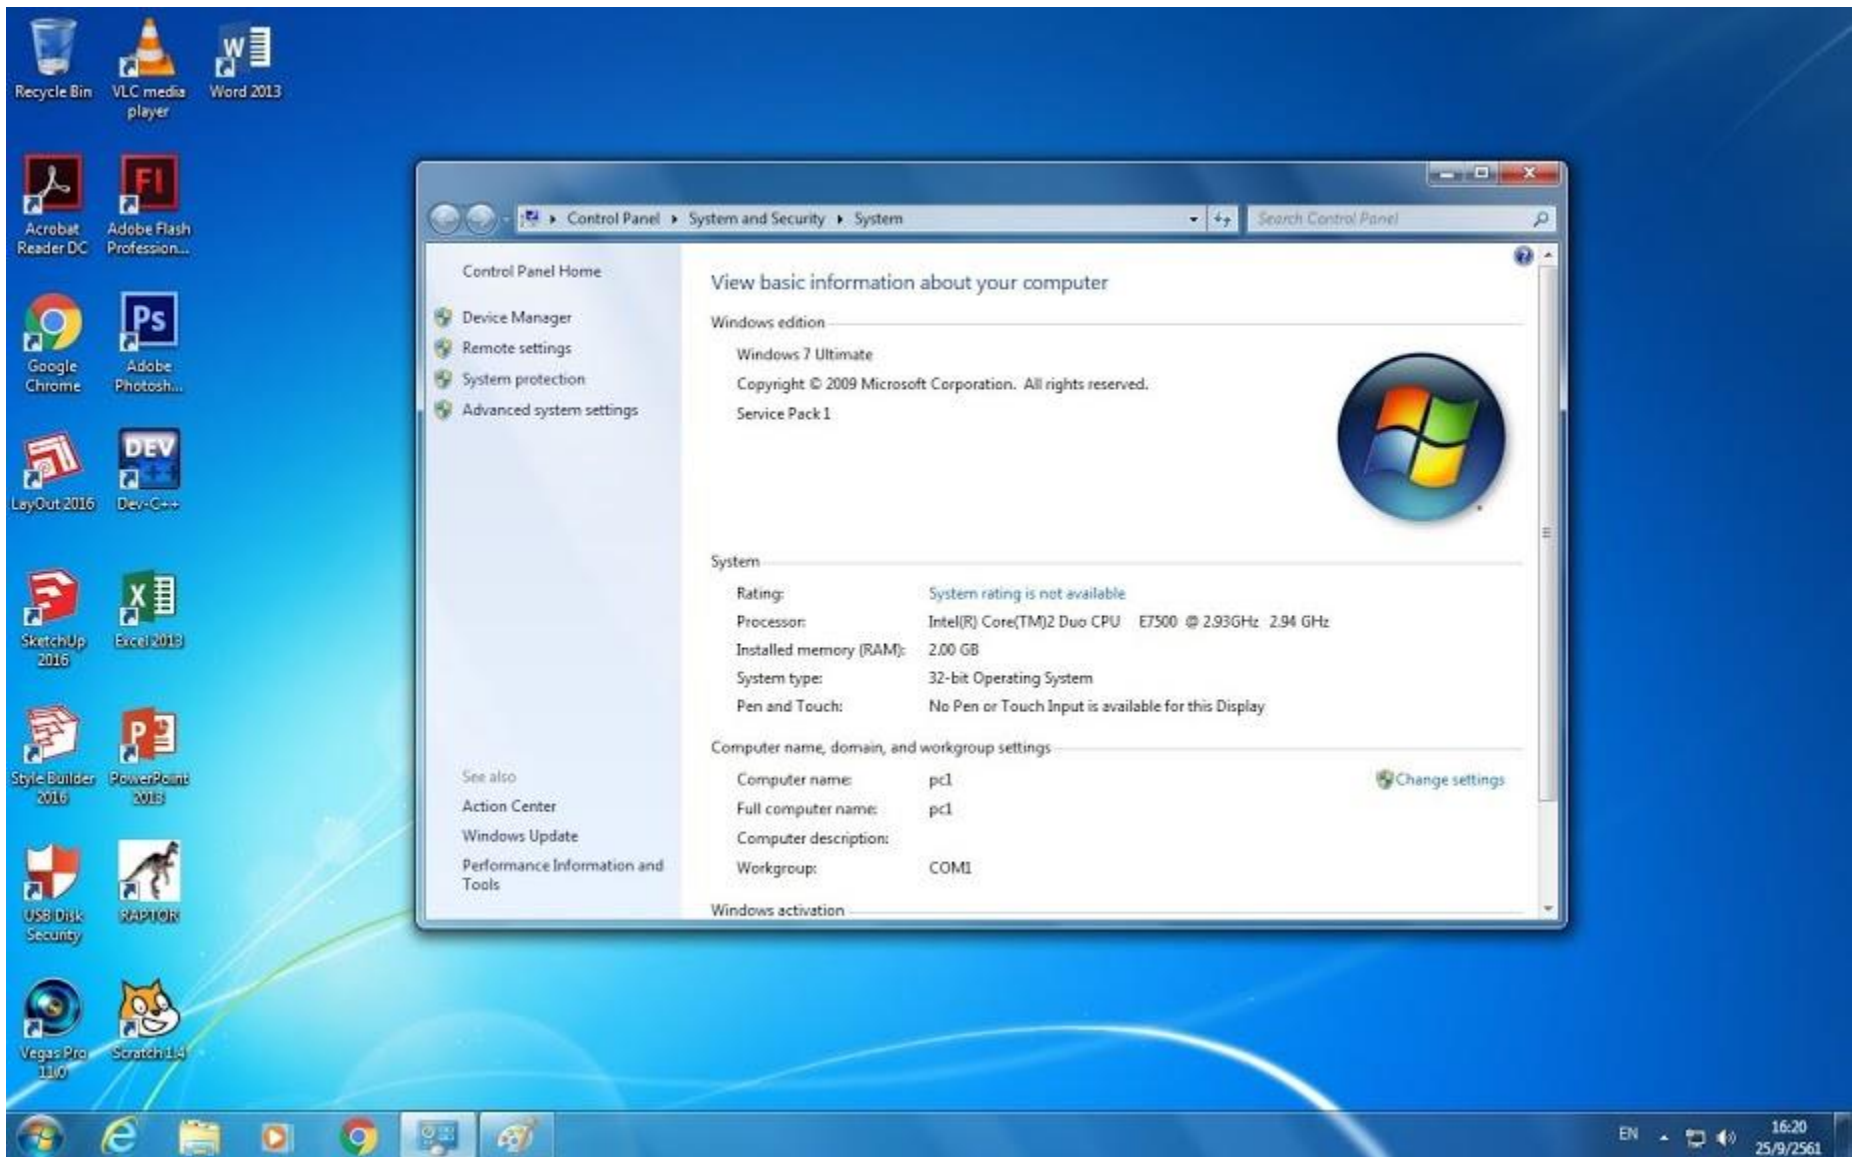 Recycle Bin
VLC media
player
Word 2013
Acrobat
Reader DC
Adobe Flash
Profession...
Google
Chrome
Ps
Adobe
Photosh...
LayOut 2016
DEV
C++
Dev-C++
SketchUp
2016
Excel 2013
Style Builder
2016
PowerPoint
2013
USB Disk
Security
RAPTOR
Vegas Pro
11.0
Scratch 1.4
Control Panel
System and Security
System
Search Control Panel
Control Panel Home
Device Manager
Remote settings
System protection
Advanced system settings
See also
Action Center
Windows Update
Performance Information and
Tools
View basic information about your computer
Windows edition
Windows 7 Ultimate
Copyright © 2009 Microsoft Corporation. All rights reserved.
Service Pack 1
System
Rating: System rating is not available
Processor: Intel(R) Core(TM)2 Duo CPU E7500 @ 2.93GHz 2.94 GHz
Installed memory (RAM): 2.00 GB
System type: 32-bit Operating System
Pen and Touch: No Pen or Touch Input is available for this Display
Computer name, domain, and workgroup settings
Computer name: pc1
Change settings
Full computer name: pc1
Computer description:
Workgroup: COM1
Windows activation
EN
16:20
25/9/2561